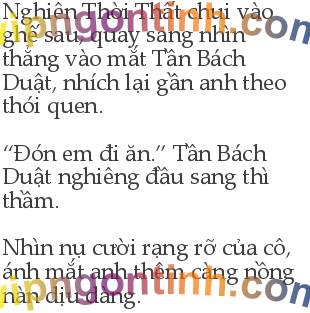 Nghiên Thời Thất chui vào
ghế sau, quay sang nhìn
thẳng vào mắt Tần Bách
Duật, nhích lại gần anh theo
thói quen.
“Đón em đi ăn.” Tần Bách
Duật nghiêng đầu sang thì
thầm.
Nhìn nụ cười rạng rỡ của cô,
ánh mắt anh thêm càng nồng
nàn dịu dàng.
vipngontinh.com
vipngontinh.com